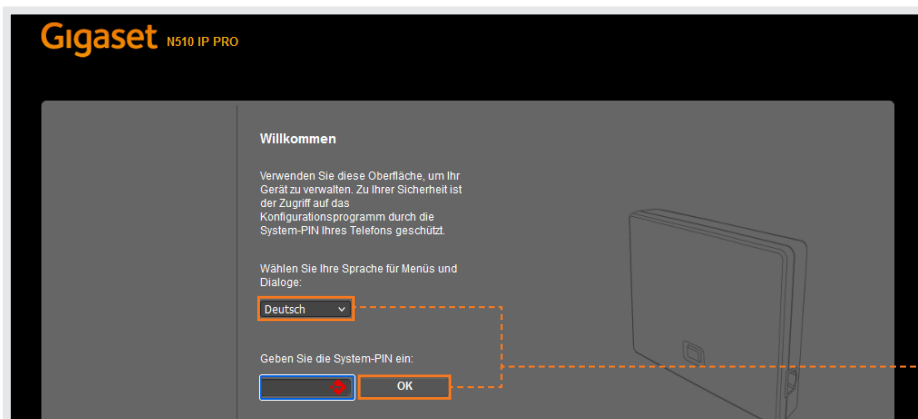 Gigaset N510 IP PRO
Willkommen
Verwenden Sie diese Oberfläche, um Ihr
Gerät zu verwalten. Zu Ihrer Sicherheit ist
der Zugriff auf das
Konfigurationsprogramm durch die
System-PIN Ihres Telefons geschützt.
Wählen Sie Ihre Sprache für Menüs und
Dialoge:
Deutsch
Geben Sie die System-PIN ein:
OK